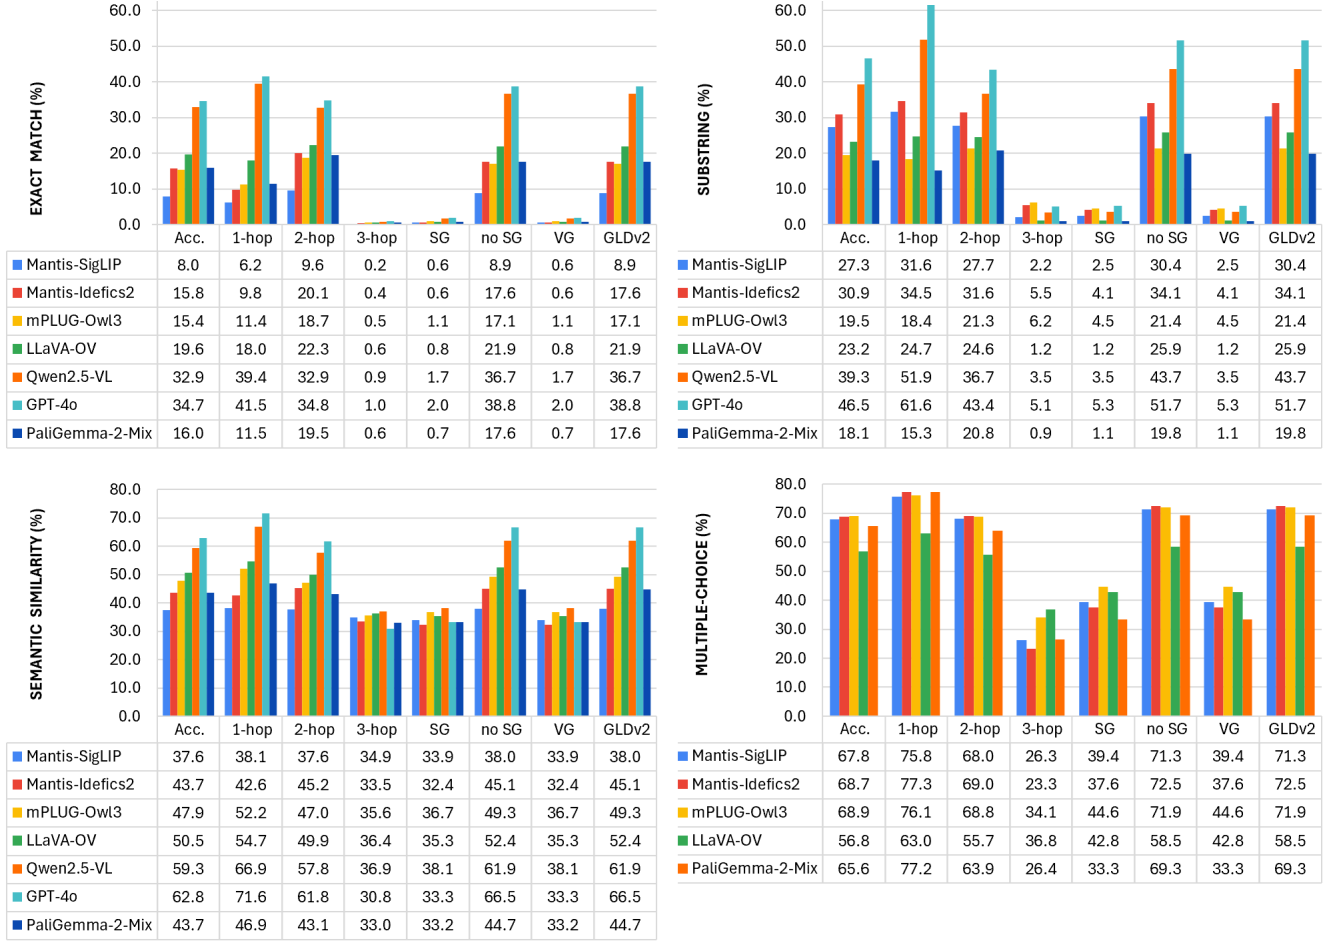 EXACT MATCH (%)
60.0
50.0
40.0
30.0
20.0
10.0
0.0
Acc. 1-hop 2-hop 3-hop SG no SG VG GLDv2
Mantis-SigLIP 8.0 6.2 9.6 0.2 0.6 8.9 0.6 8.9
Mantis-Idefics2 15.8 9.8 20.1 0.4 0.6 17.6 0.6 17.6
mPLUG-Owl3 15.4 11.4 18.7 0.5 1.1 17.1 1.1 17.1
LLaVA-OV 19.6 18.0 22.3 0.6 0.8 21.9 0.8 21.9
Qwen2.5-VL 32.9 39.4 32.9 0.9 1.7 36.7 1.7 36.7
GPT-4o 34.7 41.5 34.8 1.0 2.0 38.8 2.0 38.8
PaliGemma-2-Mix 16.0 11.5 19.5 0.6 0.7 17.6 0.7 17.6
SUBSTRING (%)
60.0
50.0
40.0
30.0
20.0
10.0
0.0
Acc. 1-hop 2-hop 3-hop SG no SG VG GLDv2
Mantis-SigLIP 27.3 31.6 27.7 2.2 2.5 30.4 2.5 30.4
Mantis-Idefics2 30.9 34.5 31.6 5.5 4.1 34.1 4.1 34.1
mPLUG-Owl3 19.5 18.4 21.3 6.2 4.5 21.4 4.5 21.4
LLaVA-OV 23.2 24.7 24.6 1.2 1.2 25.9 1.2 25.9
Qwen2.5-VL 39.3 51.9 36.7 3.5 3.5 43.7 3.5 43.7
GPT-4o 46.5 61.6 43.4 5.1 5.3 51.7 5.3 51.7
PaliGemma-2-Mix 18.1 15.3 20.8 0.9 1.1 19.8 1.1 19.8
SEMANTIC SIMILARITY (%)
80.0
70.0
60.0
50.0
40.0
30.0
20.0
10.0
0.0
Acc. 1-hop 2-hop 3-hop SG no SG VG GLDv2
Mantis-SigLIP 37.6 38.1 37.6 34.9 33.9 38.0 33.9 38.0
Mantis-Idefics2 43.7 42.6 45.2 33.5 32.4 45.1 32.4 45.1
mPLUG-Owl3 47.9 52.2 47.0 35.6 36.7 49.3 36.7 49.3
LLaVA-OV 50.5 54.7 49.9 36.4 35.3 52.4 35.3 52.4
Qwen2.5-VL 59.3 66.9 57.8 36.9 38.1 61.9 38.1 61.9
GPT-4o 62.8 71.6 61.8 30.8 33.3 66.5 33.3 66.5
PaliGemma-2-Mix 43.7 46.9 43.1 33.0 33.2 44.7 33.2 44.7
MULTIPLE-CHOICE (%)
80.0
70.0
60.0
50.0
40.0
30.0
20.0
10.0
0.0
Acc. 1-hop 2-hop 3-hop SG no SG VG GLDv2
Mantis-SigLIP 67.8 75.8 68.0 26.3 39.4 71.3 39.4 71.3
Mantis-Idefics2 68.7 77.3 69.0 23.3 37.6 72.5 37.6 72.5
mPLUG-Owl3 68.9 76.1 68.8 34.1 44.6 71.9 44.6 71.9
LLaVA-OV 56.8 63.0 55.7 36.8 42.8 58.5 42.8 58.5
PaliGemma-2-Mix 65.6 77.2 63.9 26.4 33.3 69.3 33.3 69.3